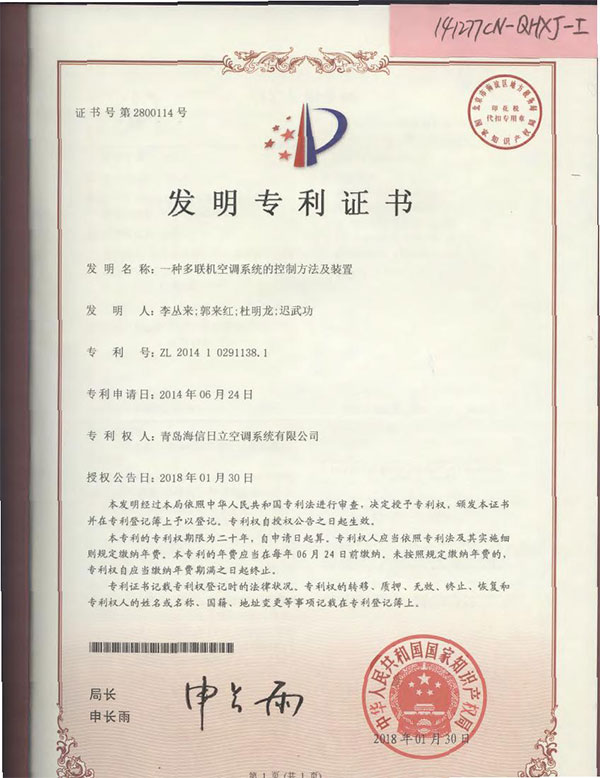 141277CN-QHXJ-I
证书号第2800114号
北京市海淀区地方税务局
印花税
代扣专用章
国家知识产权局
发明专利证书
发明名称：一种多联机空调系统的控制方法及装置
发明人：李丛来;郭来红;杜明龙;迟武功
专利号：ZL 2014 1 0291138.1
专利申请日：2014年06月24日
专利权人：青岛海信日立空调系统有限公司
授权公告日：2018年01月30日
本发明经过本局依照中华人民共和国专利法进行审查，决定授予专利权，颁发本证书
并在专利登记簿上予以登记。专利权自授权公告之日起生效。
本专利的专利权期限为二十年，自申请日起算。专利权人应当依照专利法及其实施细
则规定缴纳年费。本专利的年费应当在每年06月24日前缴纳。未按照规定缴纳年费的，
专利权自应当缴纳年费期满之日起终止。
专利证书记载专利权登记时的法律状况。专利权的转移、质押、无效、终止、恢复和
专利权人的姓名或名称、国籍、地址变更等事项记载在专利登记簿上。
局长
申长雨
申长雨
中华人民共和国国家知识产权局
2018年01月30日
第1页(共1页)